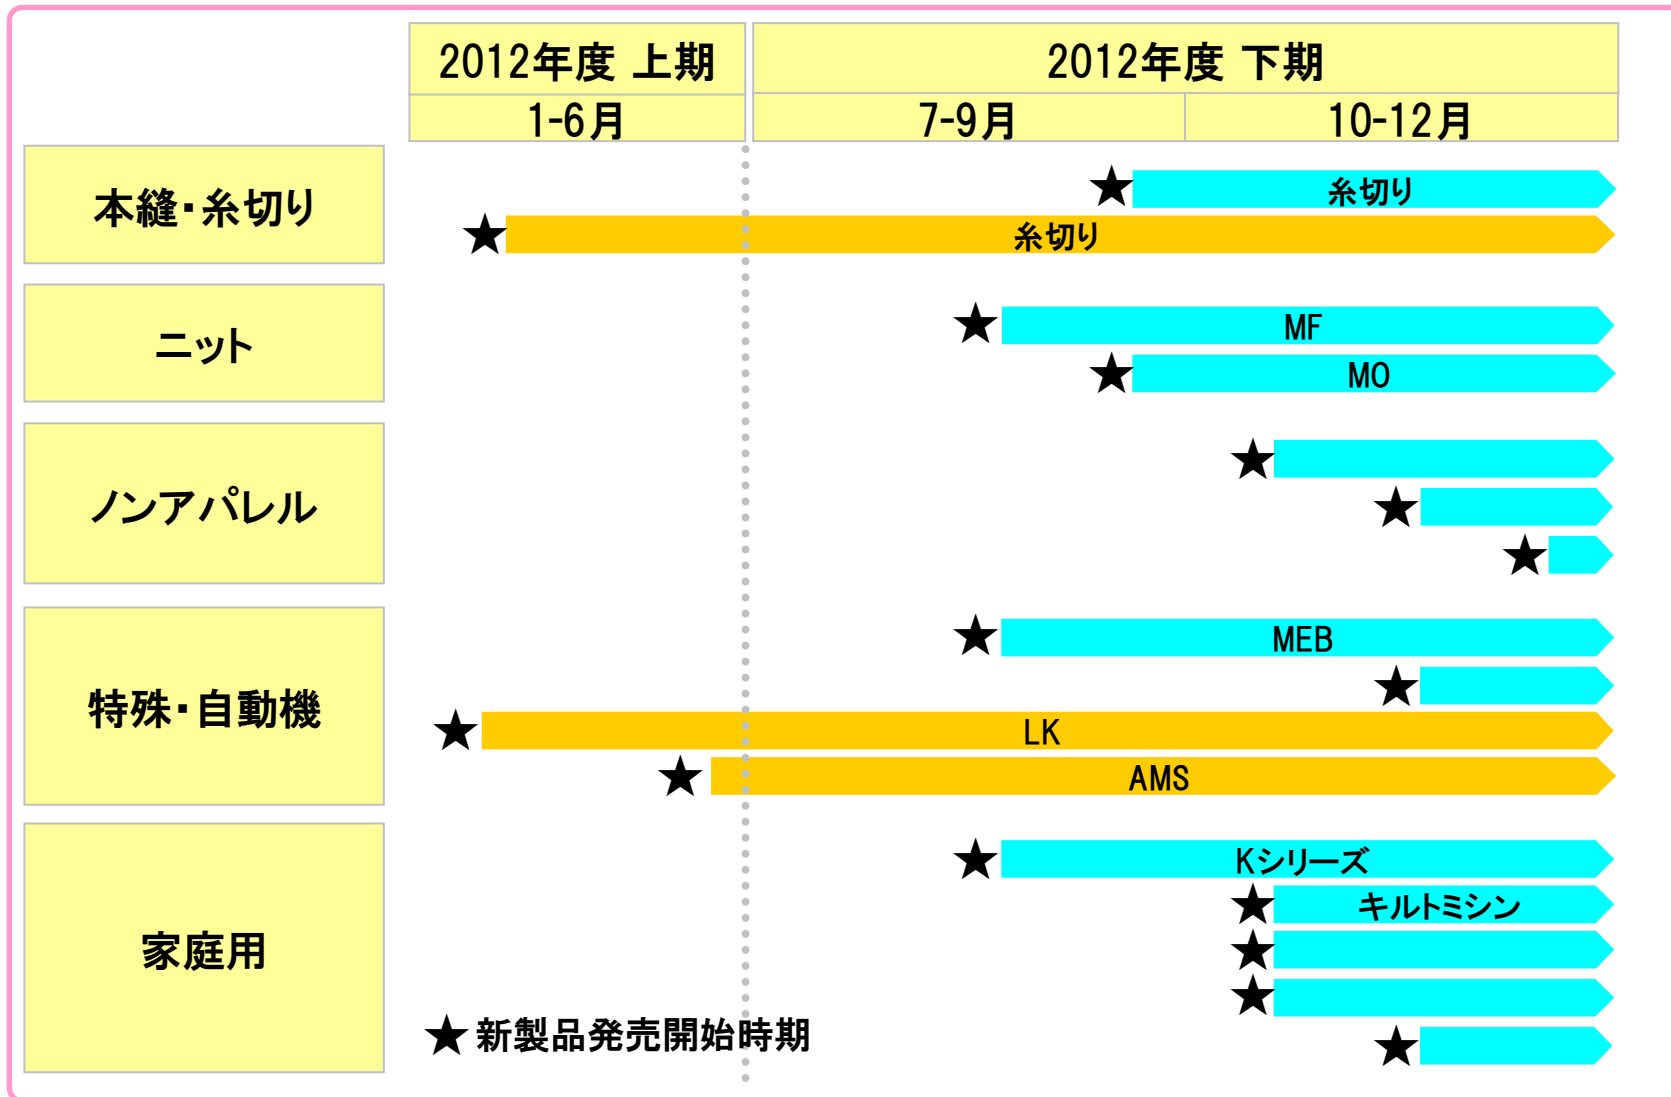 2012年度 上期
2012年度 下期
1-6月
7-9月
10-12月
本縫・糸切り
糸切り
糸切り
ニット
MF
MO
ノンアパレル
特殊・自動機
MEB
LK
AMS
家庭用
Kシリーズ
キルトミシン
★新製品発売開始時期